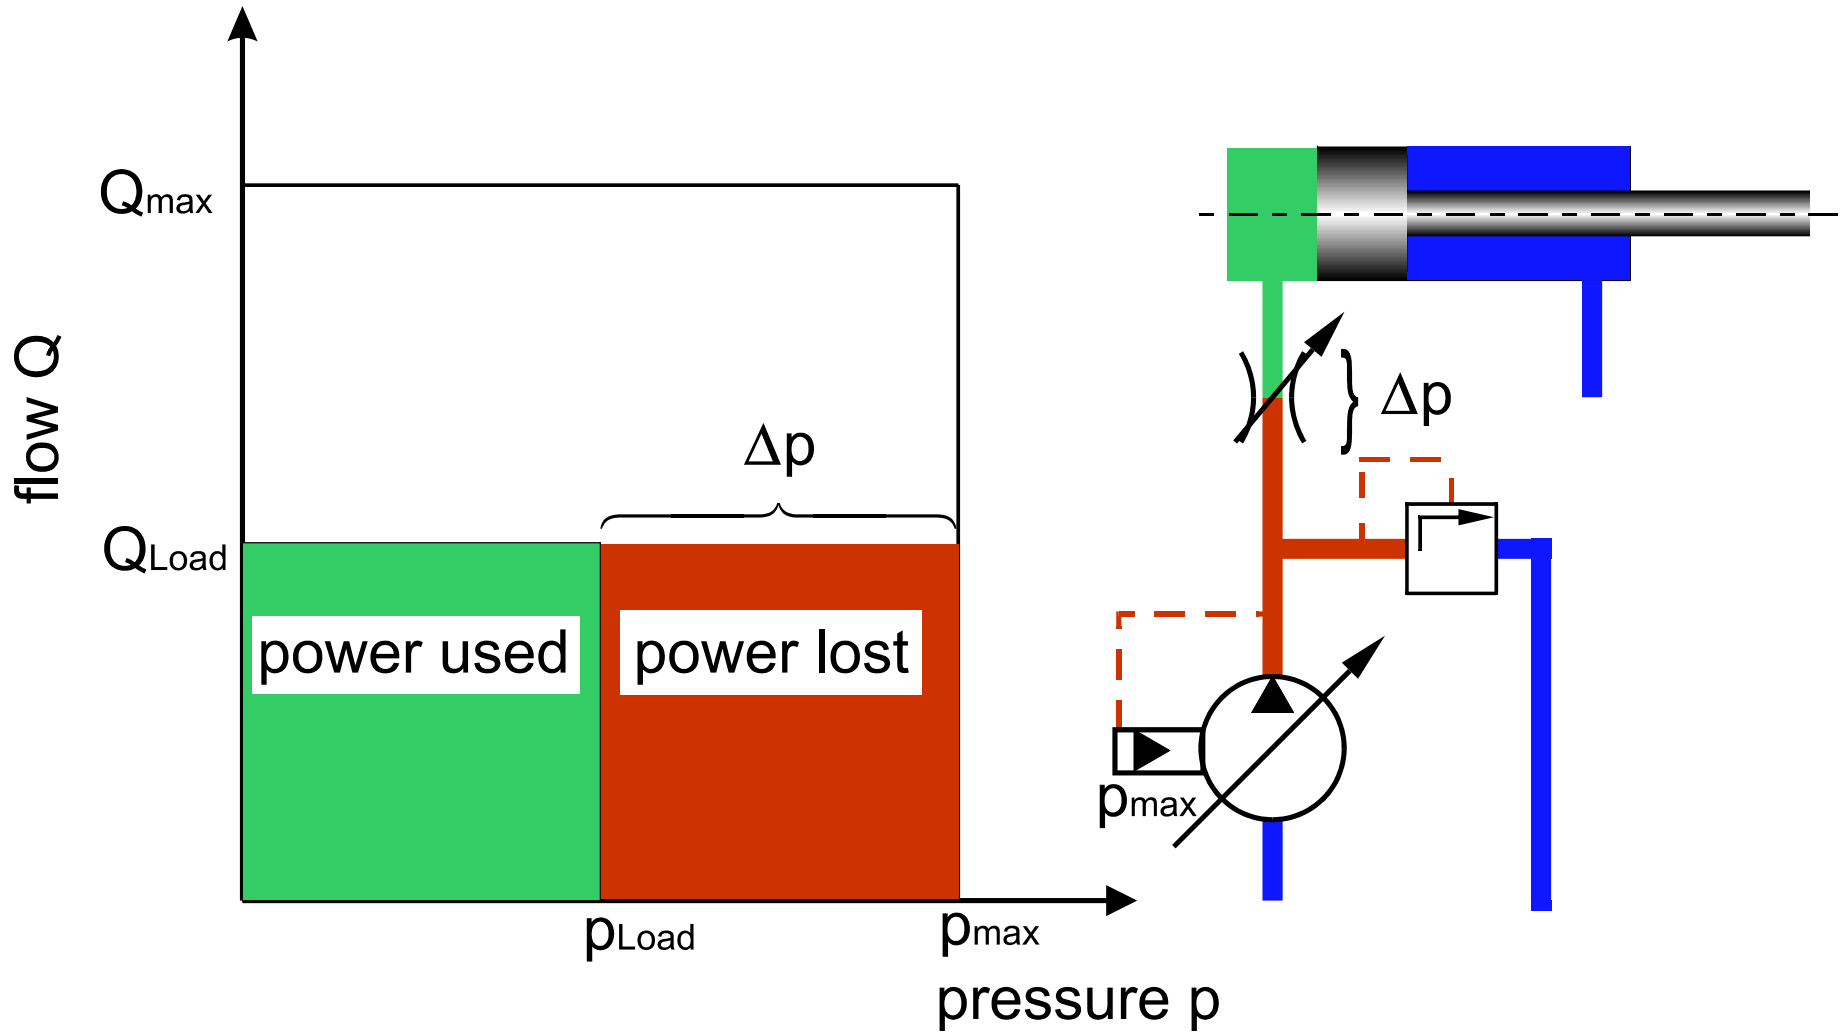 Qmax
flow Q
Δp
Δp
QLoad
power used
power lost
pmax
pLoad
pmax
pressure p